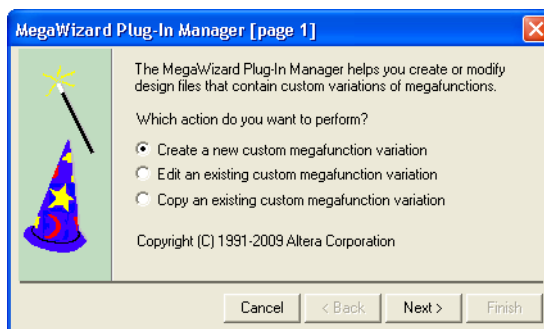 MegaWizard Plug-In Manager [page 1]
The MegaWizard Plug-In Manager helps you create or modify
design files that contain custom variations of megafunctions.
Which action do you want to perform?
Create a new custom megafunction variation
Edit an existing custom megafunction variation
Copy an existing custom megafunction variation
Copyright (C) 1991-2009 Altera Corporation
Cancel < Back Next > Finish